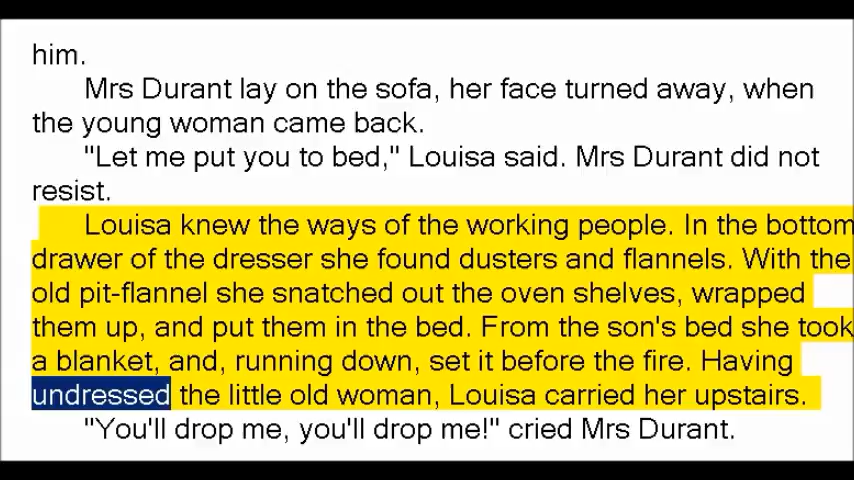 him.
Mrs Durant lay on the sofa, her face turned away, when
the young woman came back.
"Let me put you to bed," Louisa said. Mrs Durant did not
resist.
Louisa knew the ways of the working people. In the bottom
drawer of the dresser she found dusters and flannels. With the
old pit-flannel she snatched out the oven shelves, wrapped
them up, and put them in the bed. From the son's bed she took
a blanket, and, running down, set it before the fire. Having
undressed the little old woman, Louisa carried her upstairs.
"You'll drop me, you'll drop me!" cried Mrs Durant.